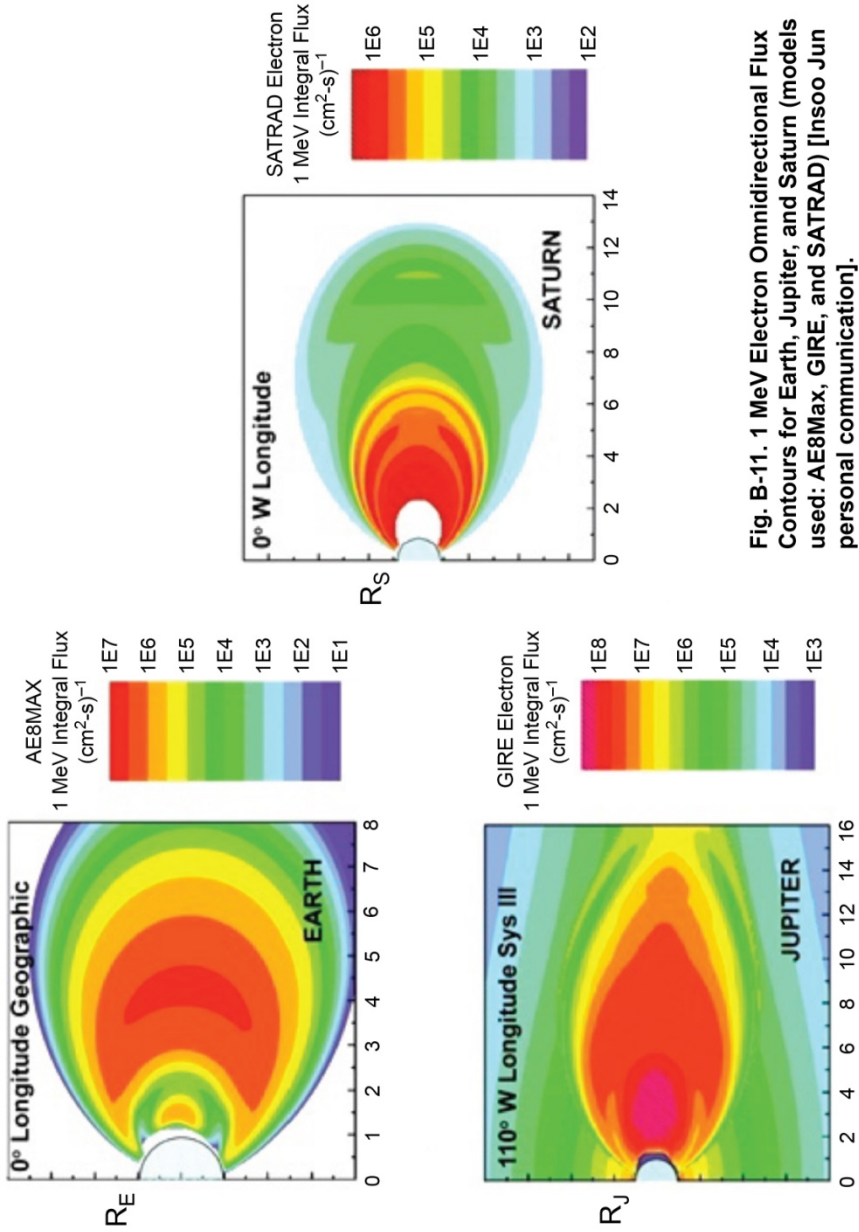 0° Longitude Geographic
EARTH
R_E
0 1 2 3 4 5 6 7 8
AE8MAX
1 MeV Integral Flux
(cm²-s)⁻¹
1E7
1E6
1E5
1E4
1E3
1E2
1E1
110° W Longitude Sys III
JUPITER
R_J
0 2 4 6 8 10 12 14 16
GIRE Electron
1 MeV Integral Flux
(cm²-s)⁻¹
1E8
1E7
1E6
1E5
1E4
1E3
0° W Longitude
SATURN
R_S
0 2 4 6 8 10 12 14
SATRAD Electron
1 MeV Integral Flux
(cm²-s)⁻¹
1E6
1E5
1E4
1E3
1E2
Fig. B-11. 1 MeV Electron Omnidirectional Flux
Contours for Earth, Jupiter, and Saturn (models
used: AE8Max, GIRE, and SATRAD) [Insoo Jun
personal communication].